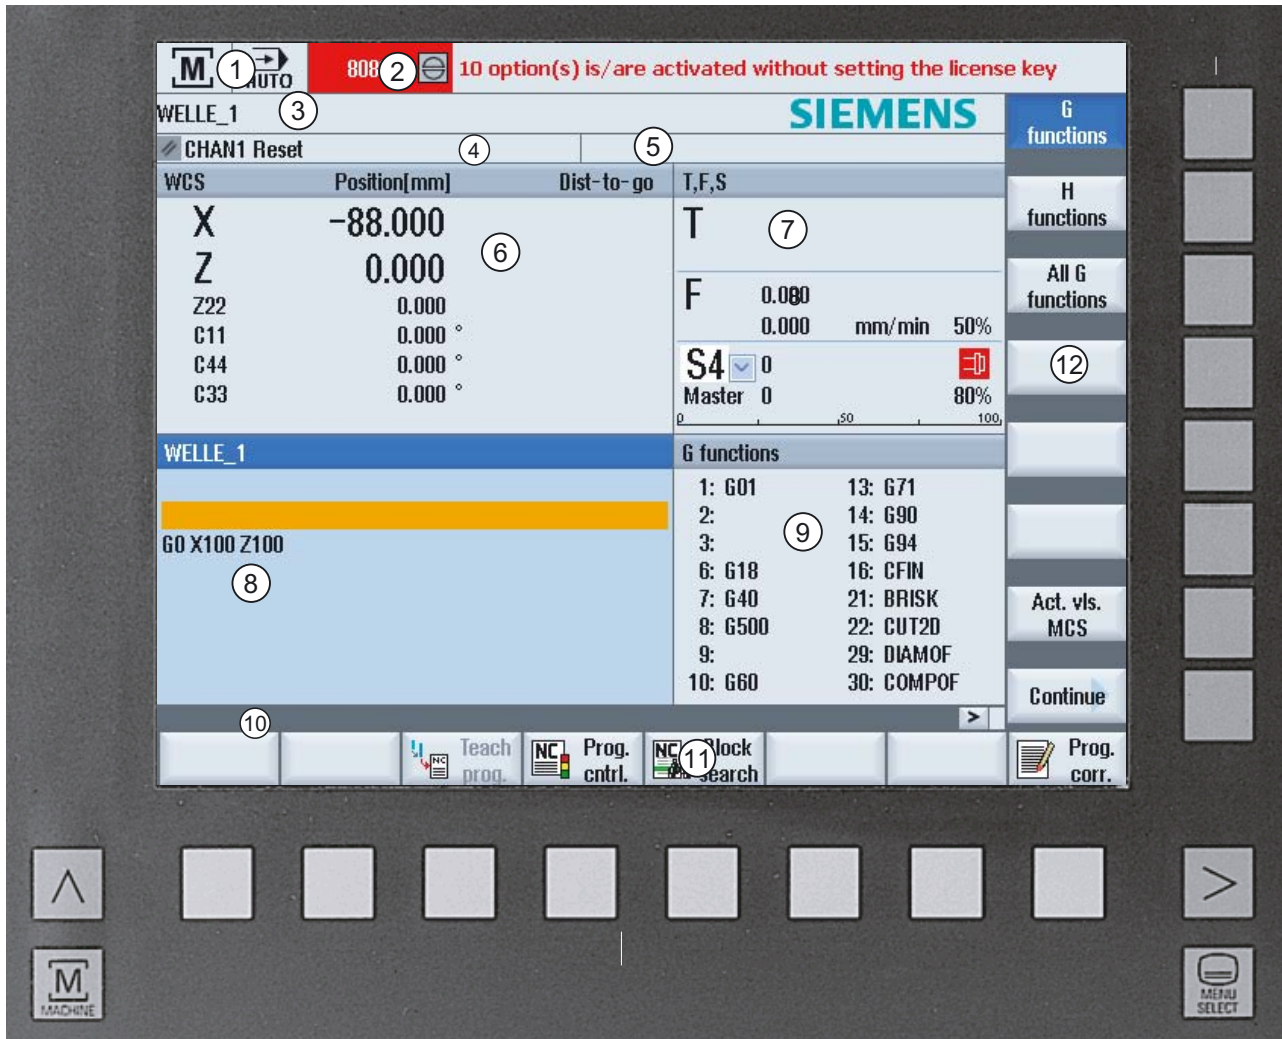 M 1 AUTO 808 2 10 option(s) is/are activated without setting the license key
WELLE_1 3 SIEMENS
CHAN1 Reset 4 5
WCS Position[mm] Dist-to-go
X -88.000 6
Z 0.000
Z22 0.000
C11 0.000 °
C44 0.000 °
C33 0.000 °
T,F,S
T 7
F 0.000
0.000 mm/min 50%
S4 0
Master 0 80%
0 50 100
WELLE_1
G0 X100 Z100
8
G functions
1: G01 13: G71
2: 14: G90
3: 9 15: G94
6: G18 16: CFIN
7: G40 21: BRISK
8: G500 22: CUT2D
9: 29: DIAMOF
10: G60 30: COMPOF
G
functions
H
functions
All G
functions
12
Act. vls.
MCS
Continue
10 >
NC Teach
prog.
NC Prog.
cntrl.
NC 11 Block
search
Prog.
corr.
M
MACHINE
>
MENU
SELECT